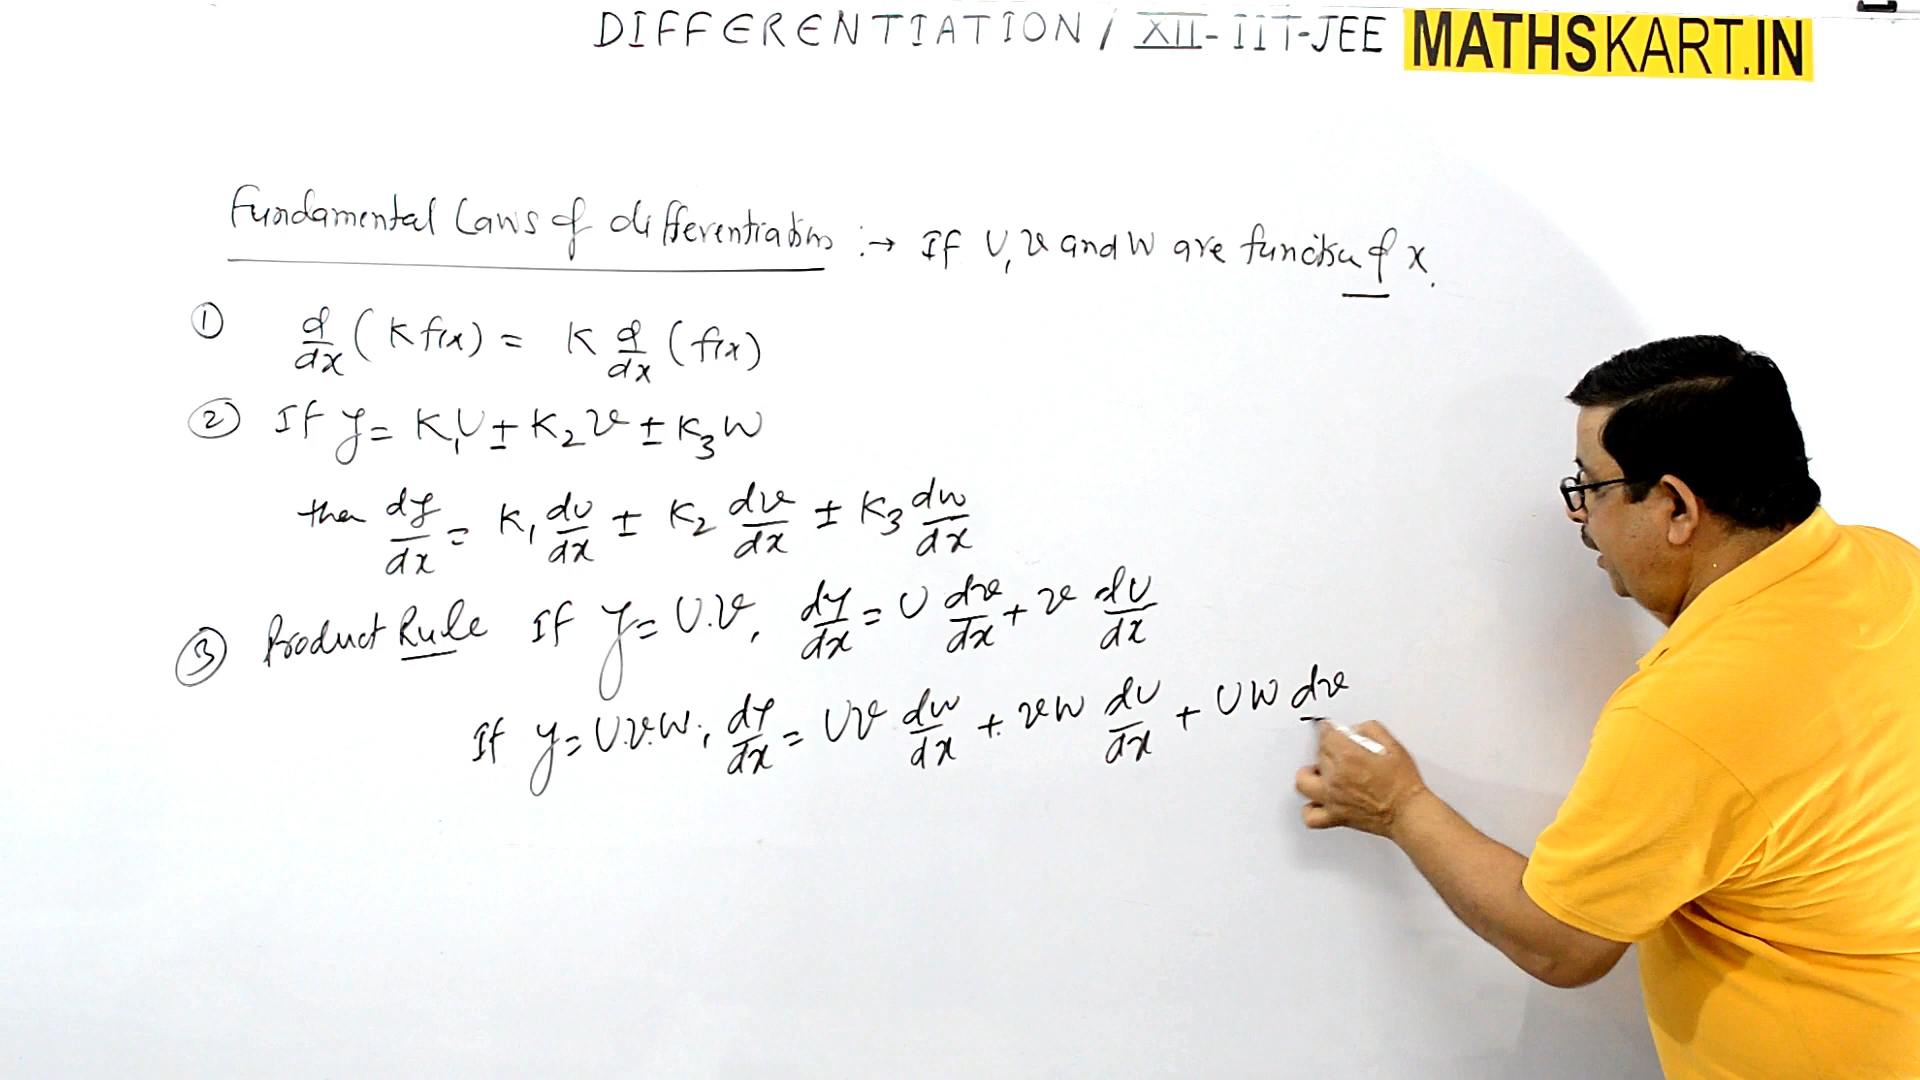 DIFFERENTIATION / XII - IIT-JEE MATHSKART.IN
Fundamental Laws of differentiation :→ If U, v and W are function of x.
① d/dx (K f(x)) = K d/dx (f(x))
② If y = K₁U ± K₂v ± K₃W
then dy/dx = K₁ du/dx ± K₂ dv/dx ± K₃ dw/dx
③ Product Rule If y = U.v, dy/dx = U dv/dx + v dU/dx
If y = U.v.W, dy/dx = Uv dw/dx + vW dU/dx + UW dv